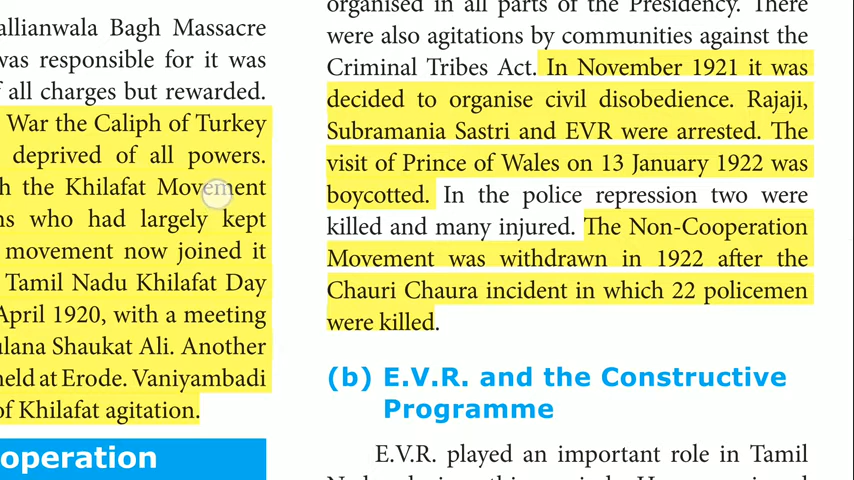 allianwala Bagh Massacre
was responsible for it was
all charges but rewarded.
War the Caliph of Turkey
deprived of all powers.
the Khilafat Movement
who had largely kept
movement now joined it
Tamil Nadu Khilafat Day
April 1920, with a meeting
ulana Shaukat Ali. Another
held at Erode. Vaniyambadi
of Khilafat agitation.
operation
organised in all parts of the Presidency. There
were also agitations by communities against the
Criminal Tribes Act. In November 1921 it was
decided to organise civil disobedience. Rajaji,
Subramania Sastri and EVR were arrested. The
visit of Prince of Wales on 13 January 1922 was
boycotted. In the police repression two were
killed and many injured. The Non-Cooperation
Movement was withdrawn in 1922 after the
Chauri Chaura incident in which 22 policemen
were killed.
(b) E.V.R. and the Constructive
Programme
E.V.R. played an important role in Tamil